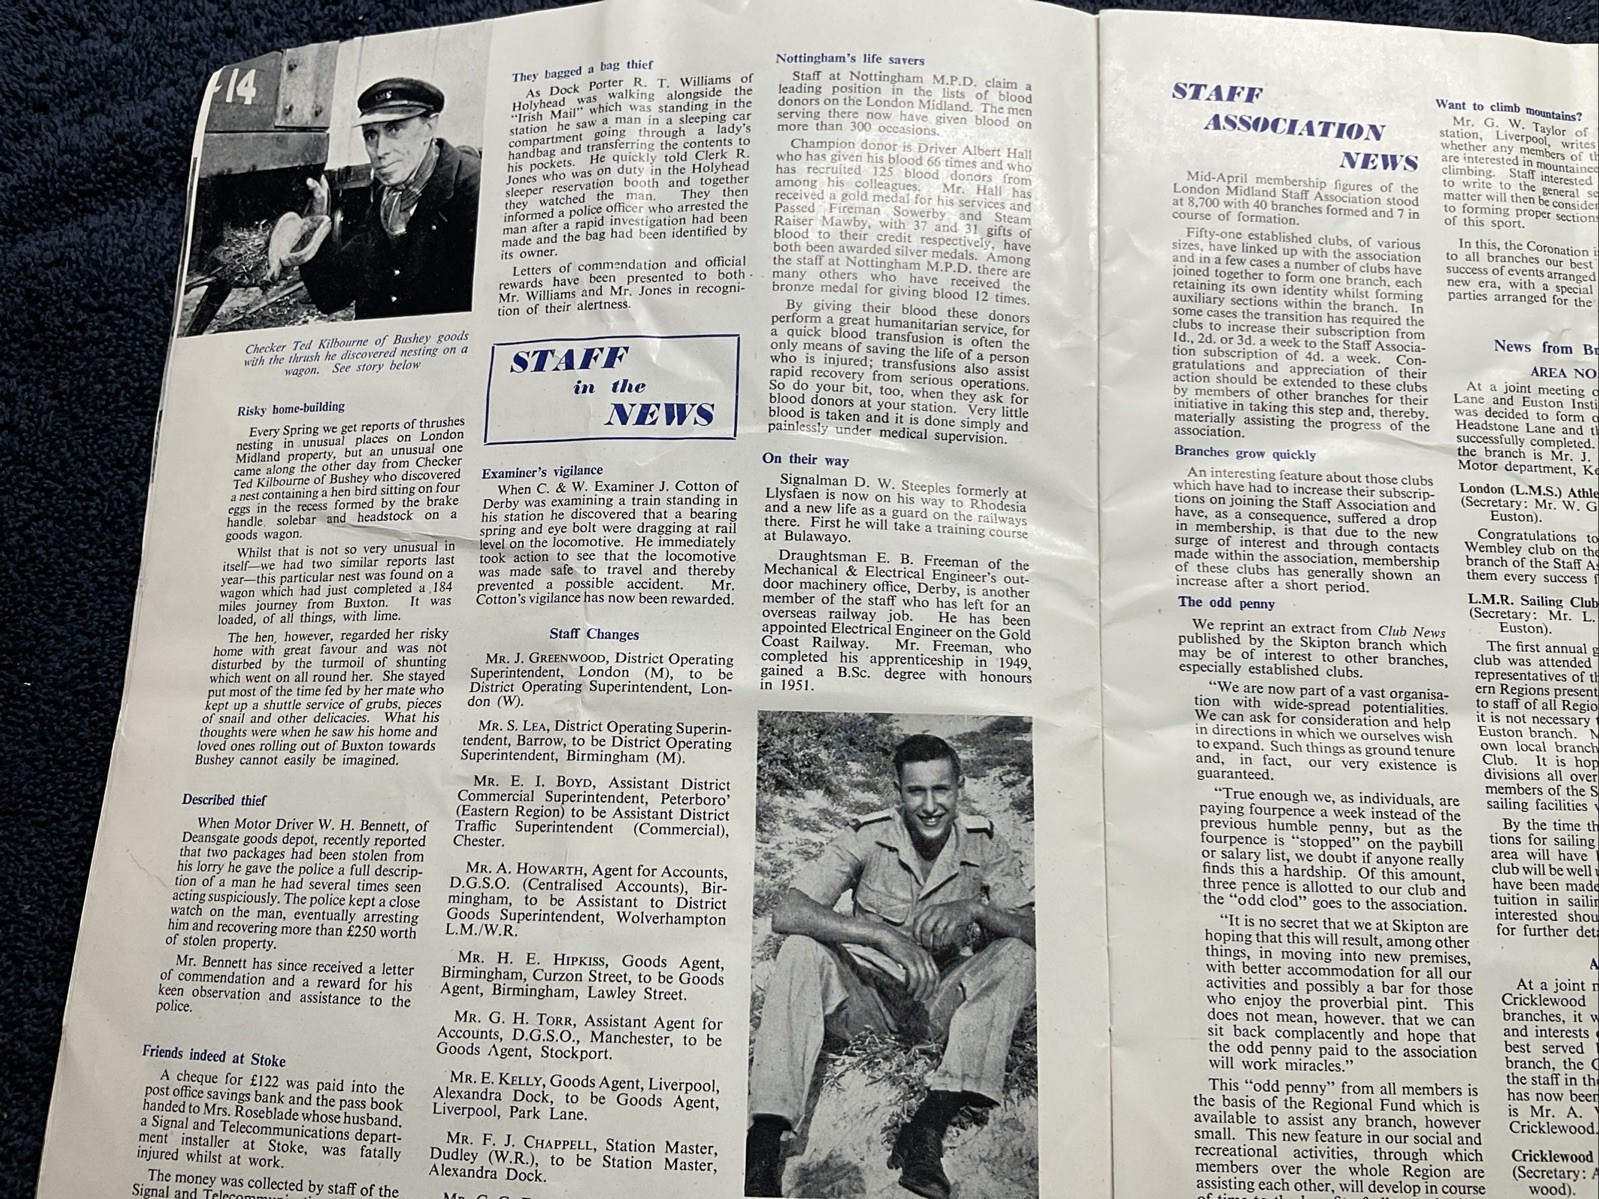 14
Checker Ted Kilbourne of Bushey goods
with the thrush he discovered nesting on a
wagon. See story below
Risky home-building
Every Spring we get reports of thrushes
nesting in unusual places on London
Midland property, but an unusual one
came along the other day from Checker
Ted Kilbourne of Bushey who discovered
a nest containing a hen bird sitting on four
eggs in the recess formed by the brake
handle, solebar and headstock on a
goods wagon.
Whilst that is not so very unusual in
itself—we had two similar reports last
year—this particular nest was found on a
wagon which had just completed a 184
miles journey from Buxton. It was
loaded, of all things, with lime.
The hen, however, regarded her risky
home with great favour and was not
disturbed by the turmoil of shunting
which went on all round her. She stayed
put most of the time fed by her mate who
kept up a shuttle service of grubs, pieces
of snail and other delicacies. What his
thoughts were when he saw his home and
loved ones rolling out of Buxton towards
Bushey cannot easily be imagined.
Described thief
When Motor Driver W. H. Bennett, of
Deansgate goods depot, recently reported
that two packages had been stolen from
his lorry he gave the police a full descrip-
tion of a man he had several times seen
acting suspiciously. The police kept a close
watch on the man, eventually arresting
him and recovering more than £250 worth
of stolen property.
Mr. Bennett has since received a letter
of commendation and a reward for his
keen observation and assistance to the
police.
Friends indeed at Stoke
A cheque for £122 was paid into the
post office savings bank and the pass book
handed to Mrs. Roseblade whose husband,
a Signal and Telecommunications depart-
ment installer at Stoke, was fatally
injured whilst at work.
The money was collected by staff of the
Signal and
They bagged a bag thief
As Dock Porter R. T. Williams of
Holyhead was walking alongside the
"Irish Mail" which was standing in the
station he saw a man in a sleeping car
compartment going through a lady's
handbag and transferring the contents to
his pockets. He quickly told Clerk R.
Jones who was on duty in the Holyhead
sleeper reservation booth and together
they watched the man. They then
informed a police officer who arrested the
man after a rapid investigation had been
made and the bag had been identified by
its owner.
Letters of commendation and official
rewards have been presented to both
Mr. Williams and Mr. Jones in recogni-
tion of their alertness.
STAFF
in the
NEWS
Examiner's vigilance
When C. & W. Examiner J. Cotton of
Derby was examining a train standing in
his station he discovered that a bearing
spring and eye bolt were dragging at rail
level on the locomotive. He immediately
took action to see that the locomotive
was made safe to travel and thereby
prevented a possible accident. Mr.
Cotton's vigilance has now been rewarded.
Staff Changes
MR. J. GREENWOOD, District Operating
Superintendent, London (M), to be
District Operating Superintendent, Lon-
don (W).
MR. S. LEA, District Operating Superin-
tendent, Barrow, to be District Operating
Superintendent, Birmingham (M).
MR. E. I. BOYD, Assistant District
Commercial Superintendent, Peterboro'
(Eastern Region) to be Assistant District
Traffic Superintendent (Commercial),
Chester.
MR. A. HOWARTH, Agent for Accounts,
D.G.S.O. (Centralised Accounts), Bir-
mingham, to be Assistant to District
Goods Superintendent, Wolverhampton
L.M./W.R.
MR. H. E. HIPKISS, Goods Agent,
Birmingham, Curzon Street, to be Goods
Agent, Birmingham, Lawley Street.
MR. G. H. TORR, Assistant Agent for
Accounts, D.G.S.O., Manchester, to be
Goods Agent, Stockport.
MR. E. KELLY, Goods Agent, Liverpool,
Alexandra Dock, to be Goods Agent,
Liverpool, Park Lane.
MR. F. J. CHAPPELL, Station Master,
Dudley (W.R.), to be Station Master,
Alexandra Dock.
Nottingham's life savers
Staff at Nottingham M.P.D. claim a
leading position in the lists of blood
donors on the London Midland. The men
serving there now have given blood on
more than 300 occasions.
Champion donor is Driver Albert Hall
who has given his blood 66 times and who
has recruited 125 blood donors from
among his colleagues. Mr. Hall has
received a gold medal for his services and
Passed Fireman Sowerby and Steam
Raiser Mawby, with 37 and 31 gifts of
blood to their credit respectively, have
both been awarded silver medals. Among
the staff at Nottingham M.P.D. there are
many others who have received the
bronze medal for giving blood 12 times.
By giving their blood these donors
perform a great humanitarian service, for
a quick blood transfusion is often the
only means of saving the life of a person
who is injured; transfusions also assist
rapid recovery from serious operations.
So do your bit, too, when they ask for
blood donors at your station. Very little
blood is taken and it is done simply and
painlessly under medical supervision.
On their way
Signalman D. W. Steeples formerly at
Llysfaen is now on his way to Rhodesia
and a new life as a guard on the railways
there. First he will take a training course
at Bulawayo.
Draughtsman E. B. Freeman of the
Mechanical & Electrical Engineer's out-
door machinery office, Derby, is another
member of the staff who has left for an
overseas railway job. He has been
appointed Electrical Engineer on the Gold
Coast Railway. Mr. Freeman, who
completed his apprenticeship in 1949,
gained a B.Sc. degree with honours
in 1951.
STAFF
ASSOCIATION
NEWS
Mid-April membership figures of the
London Midland Staff Association stood
at 8,700 with 40 branches formed and 7 in
course of formation.
Fifty-one established clubs, of various
sizes, have linked up with the association
and in a few cases a number of clubs have
joined together to form one branch, each
retaining its own identity whilst forming
auxiliary sections within the branch. In
some cases the transition has required the
clubs to increase their subscription from
1d., 2d. or 3d. a week to the Staff Associa-
tion subscription of 4d. a week. Con-
gratulations and appreciation of their
action should be extended to these clubs
by members of other branches for their
initiative in taking this step and, thereby.
materially assisting the progress of the
association.
Branches grow quickly
An interesting feature about those clubs
which have had to increase their subscrip-
tions on joining the Staff Association and
have, as a consequence, suffered a drop
in membership, is that due to the new
surge of interest and through contacts
made within the association, membership
of these clubs has generally shown an
increase after a short period.
The odd penny
We reprint an extract from Club News
published by the Skipton branch which
may be of interest to other branches,
especially established clubs.
"We are now part of a vast organisa-
tion with wide-spread potentialities.
We can ask for consideration and help
in directions in which we ourselves wish
to expand. Such things as ground tenure
and, in fact, our very existence is
guaranteed.
"True enough we, as individuals, are
paying fourpence a week instead of the
previous humble penny, but as the
fourpence is "stopped" on the paybill
or salary list, we doubt if anyone really
finds this a hardship. Of this amount,
three pence is allotted to our club and
the "odd clod" goes to the association.
"It is no secret that we at Skipton are
hoping that this will result, among other
things, in moving into new premises,
with better accommodation for all our
activities and possibly a bar for those
who enjoy the proverbial pint. This
does not mean, however. that we can
sit back complacently and hope that
the odd penny paid to the association
will work miracles."
This "odd penny" from all members is
the basis of the Regional Fund which is
available to assist any branch, however
small. This new feature in our social and
recreational activities, through which
members over the whole Region are
assisting each other, will develop in course
Want to climb mountains?
Mr. G. W. Taylor of
station, Liverpool, writes
whether any members of th
are interested in mountainee
climbing. Staff interested
to write to the general se
matter will then be consider
to forming proper sections
of this sport.
In this, the Coronation
to all branches our best
success of events arranged
new era, with a special
parties arranged for the
News from Br
AREA NO
At a joint meeting o
Lane and Euston Insti
was decided to form
Headstone Lane and th
successfully completed.
the branch is Mr. J.
Motor department, Ke
London (L.M.S.) Athle
(Secretary: Mr. W. G
Euston).
Congratulations to
Wembley club on the
branch of the Staff As
them every success f
L.M.R. Sailing Club
(Secretary: Mr. L.
Euston).
The first annual g
club was attended
representatives of th
ern Regions present
to staff of all Regio
it is not necessary
Euston branch. M
own local branch
Club. It is hop
divisions all over
members of the S
sailing facilities
By the time th
tions for sailing
area will have
club will be well
have been made
tuition in sailin
interested shou
for further deta
A
At a joint
Cricklewood
branches, it w
and interests
best served
branch, the C
the staff in the
has now been
is Mr. A.
Cricklewood.
Cricklewood
(Secretary: A
wood).